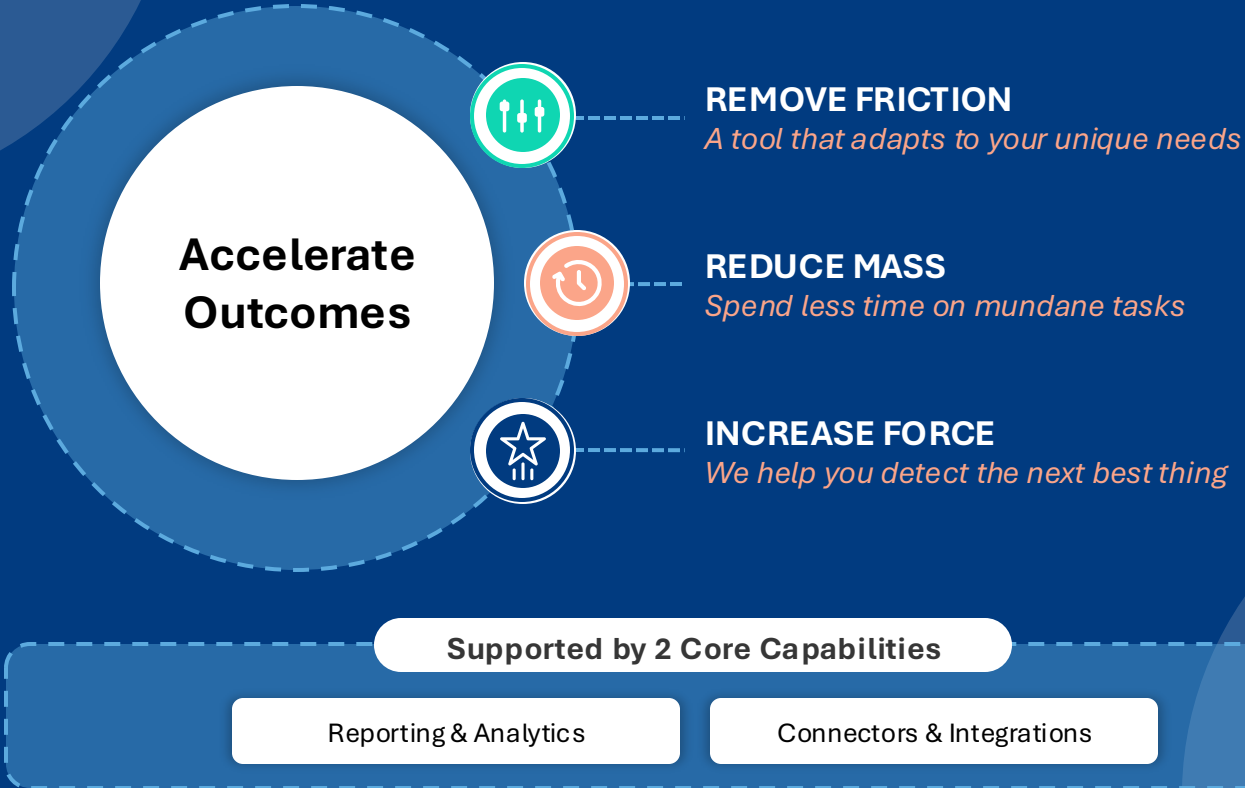 Accelerate
Outcomes
REMOVE FRICTION
A tool that adapts to your unique needs
REDUCE MASS
Spend less time on mundane tasks
INCREASE FORCE
We help you detect the next best thing
Supported by 2 Core Capabilities
Reporting & Analytics
Connectors & Integrations